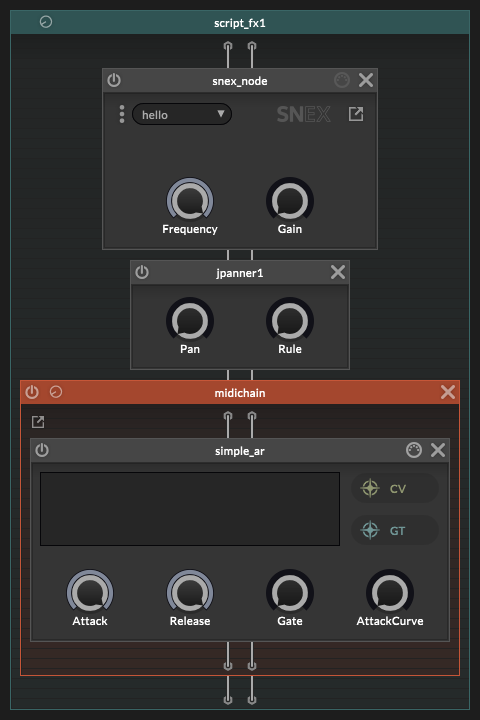 script_fx1
snex_node
hello
SNEX
Frequency
Gain
jpanner1
Pan
Rule
midichain
simple_ar
CV
GT
Attack
Release
Gate
AttackCurve